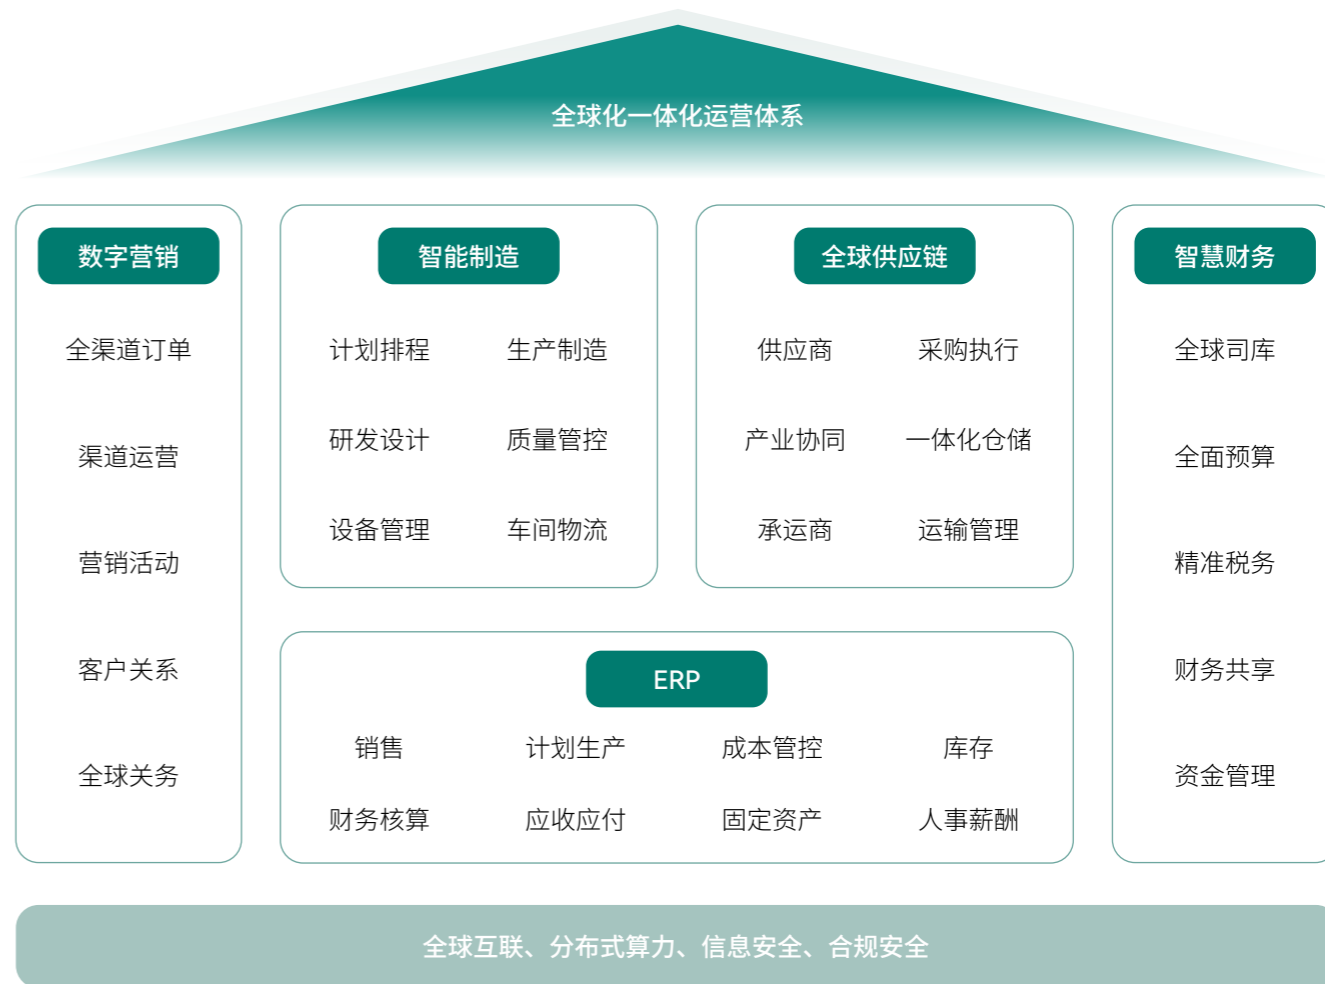 全球化一体化运营体系
数字营销
全渠道订单
渠道运营
营销活动
客户关系
全球关务
智能制造
计划排程 生产制造
研发设计 质量管控
设备管理 车间物流
全球供应链
供应商 采购执行
产业协同 一体化仓储
承运商 运输管理
ERP
销售 计划生产 成本管控 库存
财务核算 应收应付 固定资产 人事薪酬
智慧财务
全球司库
全面预算
精准税务
财务共享
资金管理
全球互联、分布式算力、信息安全、合规安全